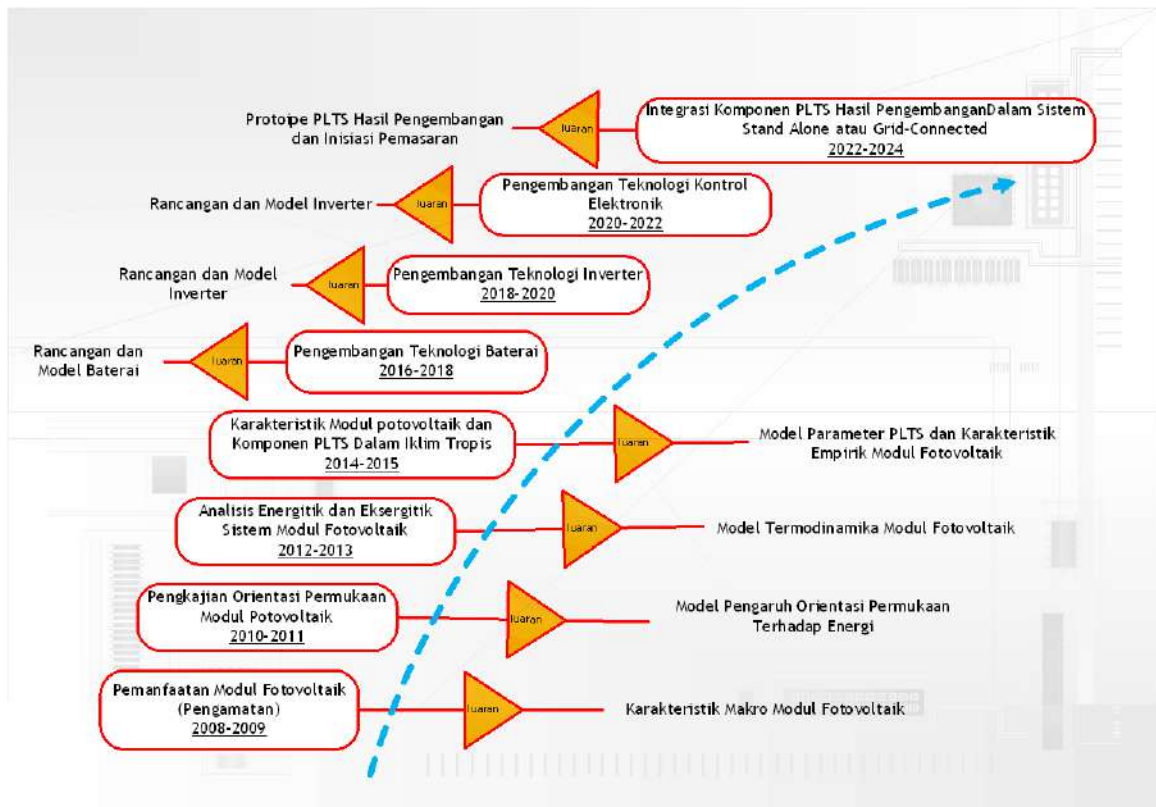 Prototipe PLTS Hasil Pengembangan
dan Inisiasi Pemasaran
luaran
Integrasi Komponen PLTS Hasil PengembanganDalam Sistem
Stand Alone atau Grid-Connected
2022-2024
Rancangan dan Model Inverter
luaran
Pengembangan Teknologi Kontrol
Elektronik
2020-2022
Rancangan dan Model
Inverter
luaran
Pengembangan Teknologi Inverter
2018-2020
Rancangan dan
Model Baterai
luaran
Pengembangan Teknologi Baterai
2016-2018
Karakteristik Modul potovoltaik dan
Komponen PLTS Dalam Iklim Tropis
2014-2015
luaran
Model Parameter PLTS dan Karakteristik
Empirik Modul Fotovoltaik
Analisis Energitik dan Eksergitik
Sistem Modul Fotovoltaik
2012-2013
luaran
Model Termodinamika Modul Fotovoltaik
Pengkajian Orientasi Permukaan
Modul Potovoltaik
2010-2011
luaran
Model Pengaruh Orientasi Permukaan
Terhadap Energi
Pemanfaatan Modul Fotovoltaik
(Pengamatan)
2008-2009
luaran
Karakteristik Makro Modul Fotovoltaik